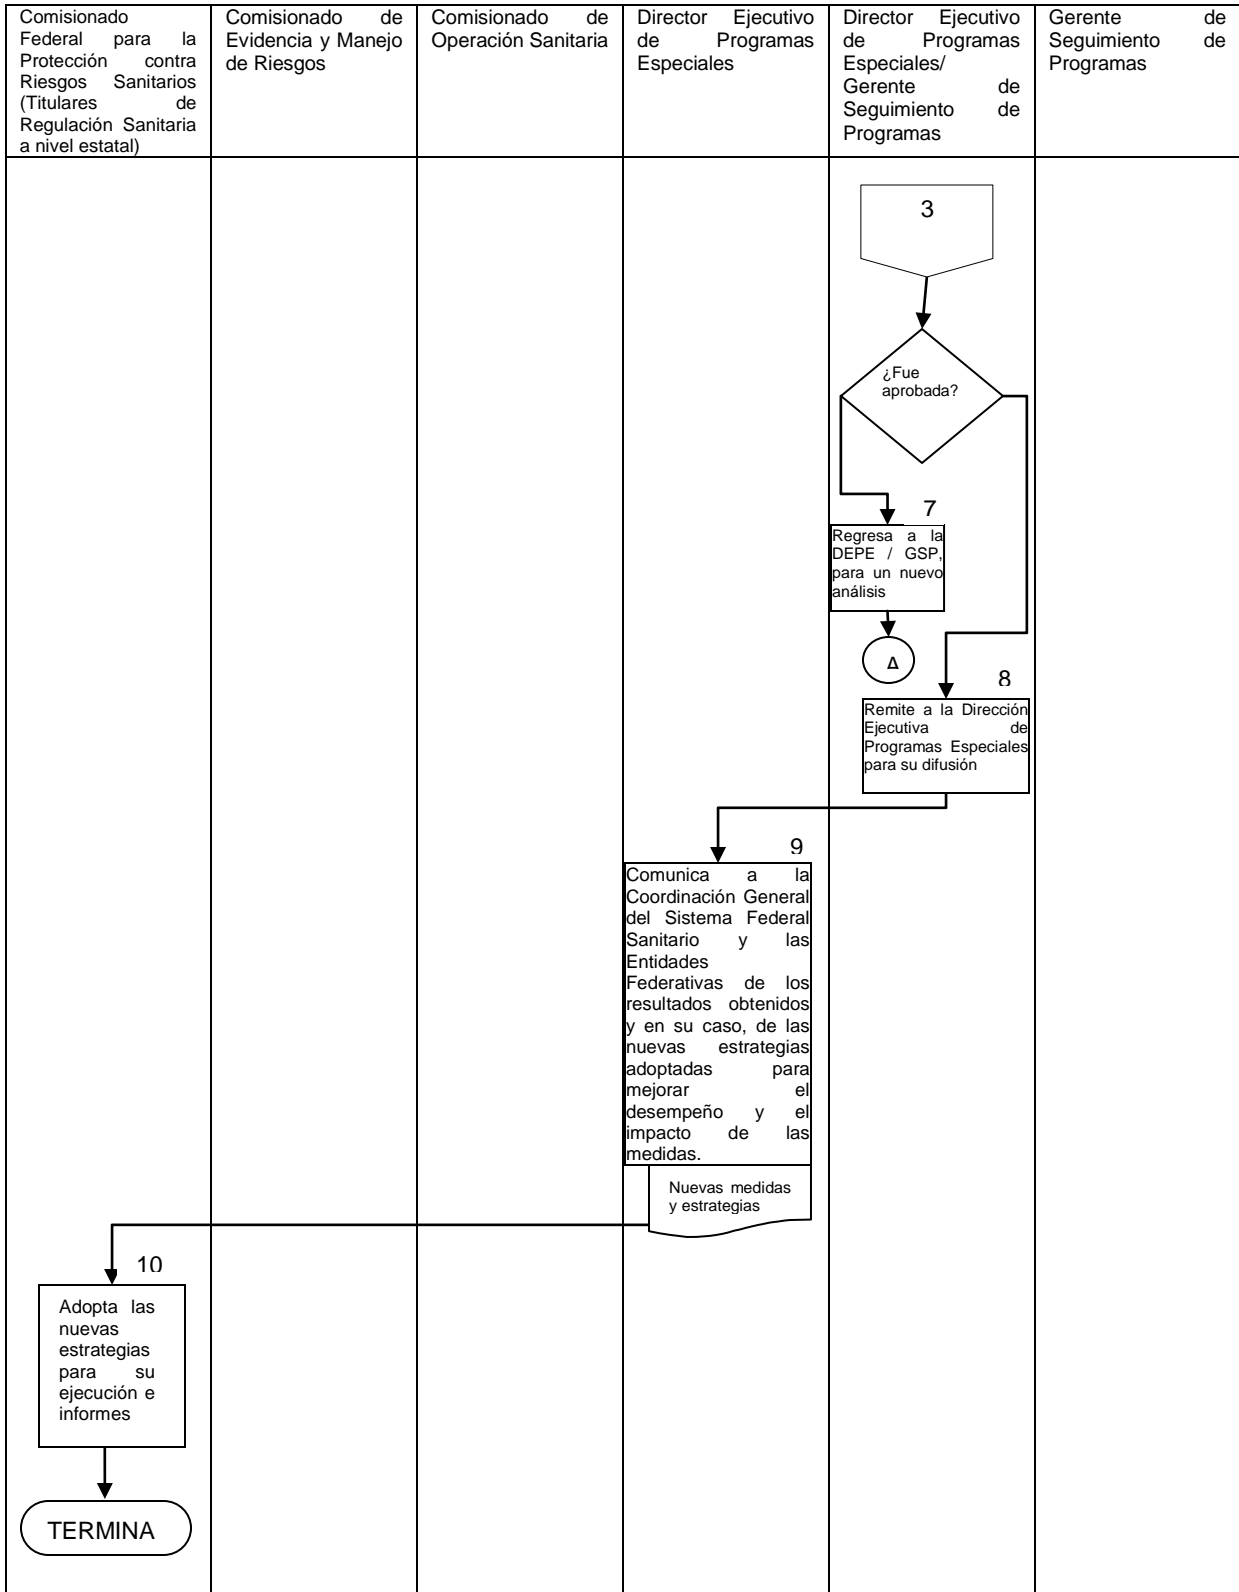 Comisionado
Federal para la
Protección contra
Riesgos Sanitarios
(Titulares de
Regulación Sanitaria
a nivel estatal)
Comisionado de
Evidencia y Manejo
de Riesgos
Comisionado de
Operación Sanitaria
Director Ejecutivo
de Programas
Especiales
Director Ejecutivo
de Programas
Especiales/
Gerente de
Seguimiento de
Programas
Gerente de
Seguimiento de
Programas
3
¿Fue
aprobada?
7
Regresa a la
DEPE / GSP,
para un nuevo
análisis
8
Remite a la Dirección
Ejecutiva de
Programas Especiales
para su difusión
9
Comunica a la
Coordinación General
del Sistema Federal
Sanitario y las
Entidades
Federativas de los
resultados obtenidos
y en su caso, de las
nuevas estrategias
adoptadas para
mejorar el
desempeño y el
impacto de las
medidas.
Nuevas medidas
y estrategias
10
Adopta las
nuevas
estrategias
para su
ejecución e
informes
TERMINA